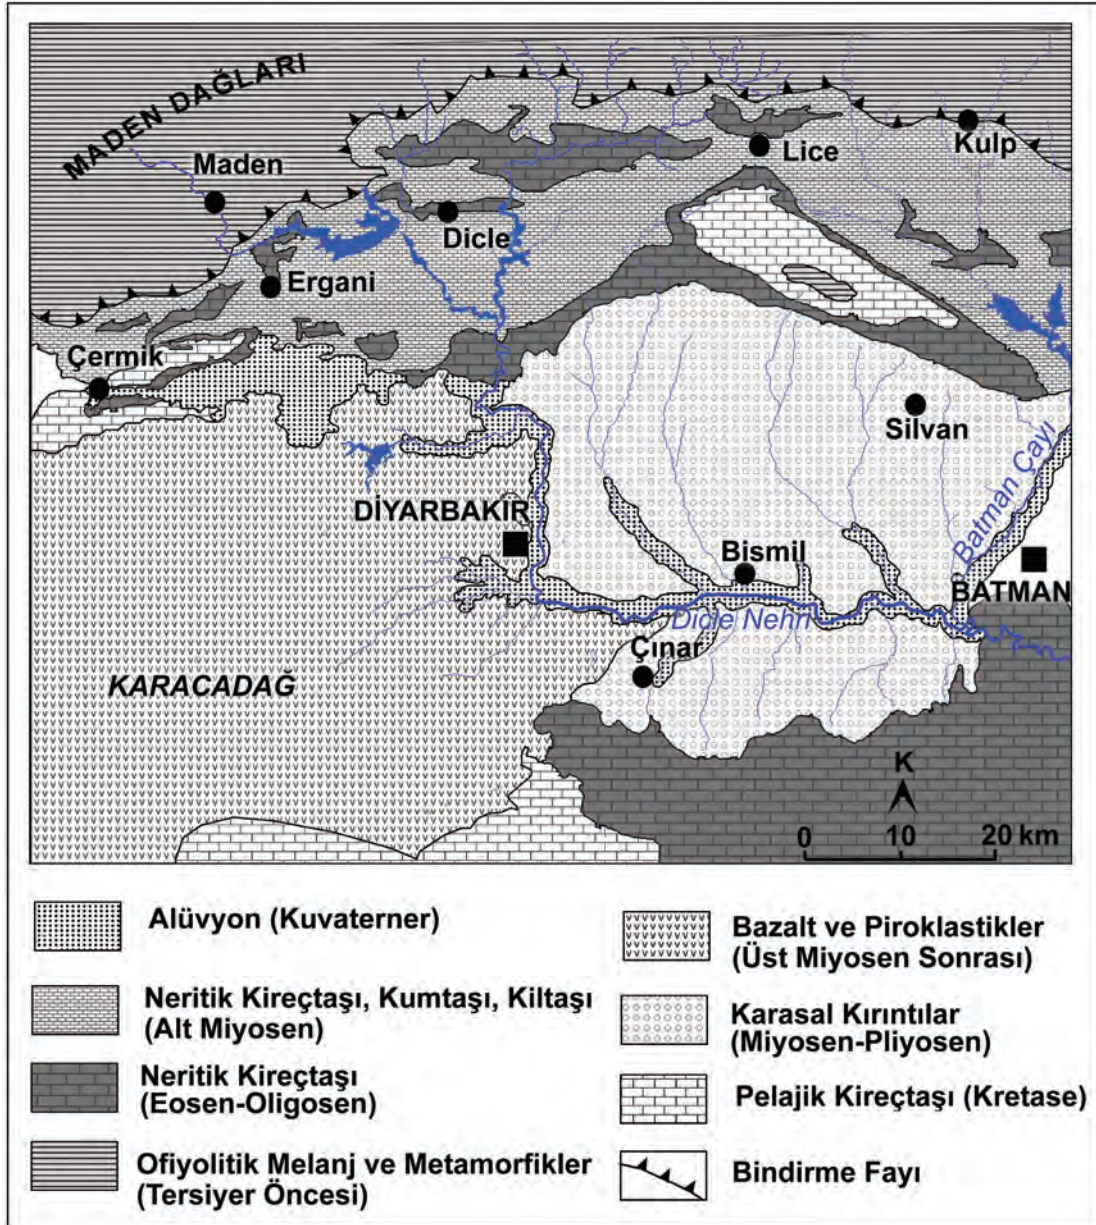 MADEN DAĞLARI
Maden
Lice
Kulp
Dicle
Ergani
Çermik
Silvan
Batman Çayı
DİYARBAKIR
Bismil
BATMAN
Dicle Nehri
Çınar
KARACADAĞ
K
0 10 20 km
Alüvyon (Kuvaterner)
Neritik Kireçtaşı, Kumtaşı, Kiltaşı
(Alt Miyosen)
Neritik Kireçtaşı
(Eosen-Oligosen)
Ofiyolitik Melanj ve Metamorfikler
(Tersiyer Öncesi)
Bazalt ve Piroklastikler
(Üst Miyosen Sonrası)
Karasal Kırıntılar
(Miyosen-Pliyosen)
Pelajik Kireçtaşı (Kretase)
Bindirme Fayı